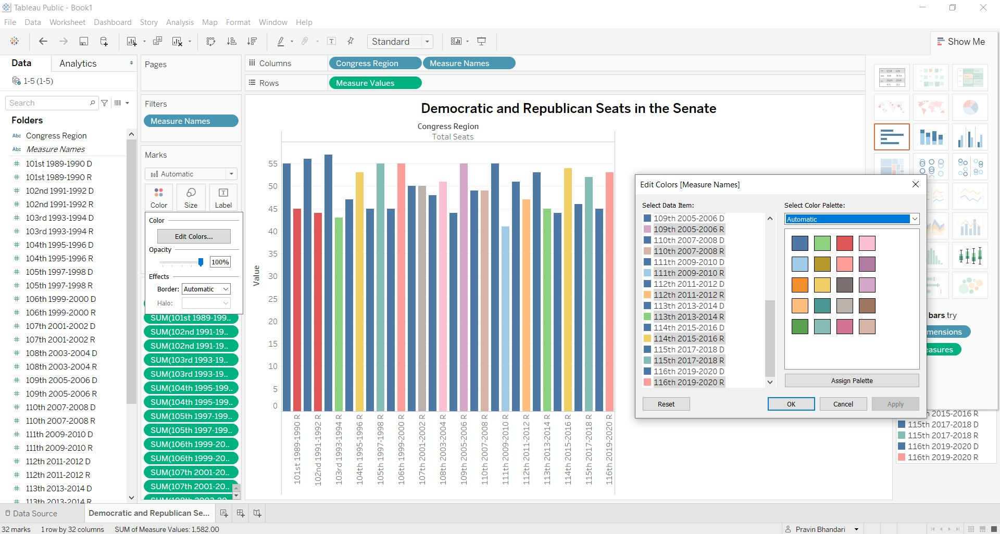 Tableau Public - Book1
File Data Worksheet Dashboard Story Analysis Map Format Window Help
Standard
Show Me
Data Analytics
1-5 (1-5)
Search
Folders
Abc Congress Region
Abc Measure Names
# 101st 1989-1990 D
# 101st 1989-1990 R
# 102nd 1991-1992 D
# 102nd 1991-1992 R
# 103rd 1993-1994 D
# 103rd 1993-1994 R
# 104th 1995-1996 D
# 104th 1995-1996 R
# 105th 1997-1998 D
# 105th 1997-1998 R
# 106th 1999-2000 D
# 106th 1999-2000 R
# 107th 2001-2002 D
# 107th 2001-2002 R
# 108th 2003-2004 D
# 108th 2003-2004 R
# 109th 2005-2006 D
# 109th 2005-2006 R
# 110th 2007-2008 D
# 110th 2007-2008 R
# 111th 2009-2010 D
# 111th 2009-2010 R
# 112th 2011-2012 D
# 112th 2011-2012 R
# 113th 2013-2014 D
# 113th 2013-2014 R
Pages
Filters
Measure Names
Marks
Automatic
Color Size Label
Color
Edit Colors...
Opacity
100%
Effects
Border: Automatic
Halo:
SUM(101st 1989-199..
SUM(102nd 1991-19..
SUM(102nd 1991-19..
SUM(103rd 1993-19..
SUM(103rd 1993-19..
SUM(104th 1995-199..
SUM(104th 1995-199..
SUM(105th 1997-199..
SUM(105th 1997-199..
SUM(106th 1999-20..
SUM(106th 1999-20..
SUM(107th 2001-20..
SUM(107th 2001-20..
SUM(108th 2003-20
Columns Congress Region Measure Names
Rows Measure Values
Democratic and Republican Seats in the Senate
Congress Region
Total Seats
Value
55
50
45
40
35
30
25
20
15
10
5
0
101st 1989-1990 R
102nd 1991-1992 R
103rd 1993-1994 R
104th 1995-1996 R
105th 1997-1998 R
106th 1999-2000 R
107th 2001-2002 R
108th 2003-2004 R
109th 2005-2006 R
110th 2007-2008 R
111th 2009-2010 R
112th 2011-2012 R
113th 2013-2014 R
114th 2015-2016 R
115th 2017-2018 R
116th 2019-2020 R
Edit Colors [Measure Names]
Select Data Item:
109th 2005-2006 D
109th 2005-2006 R
110th 2007-2008 D
110th 2007-2008 R
111th 2009-2010 D
111th 2009-2010 R
112th 2011-2012 D
112th 2011-2012 R
113th 2013-2014 D
113th 2013-2014 R
114th 2015-2016 D
114th 2015-2016 R
115th 2017-2018 D
115th 2017-2018 R
116th 2019-2020 D
116th 2019-2020 R
Select Color Palette:
Automatic
Assign Palette
Reset OK Cancel Apply
bars try
mensions
easures
h 2015-2016 R
115th 2017-2018 D
115th 2017-2018 R
116th 2019-2020 D
116th 2019-2020 R
Data Source Democratic and Republican Se...
32 marks 1 row by 32 columns SUM of Measure Values: 1,582.00
Pravin Bhandari